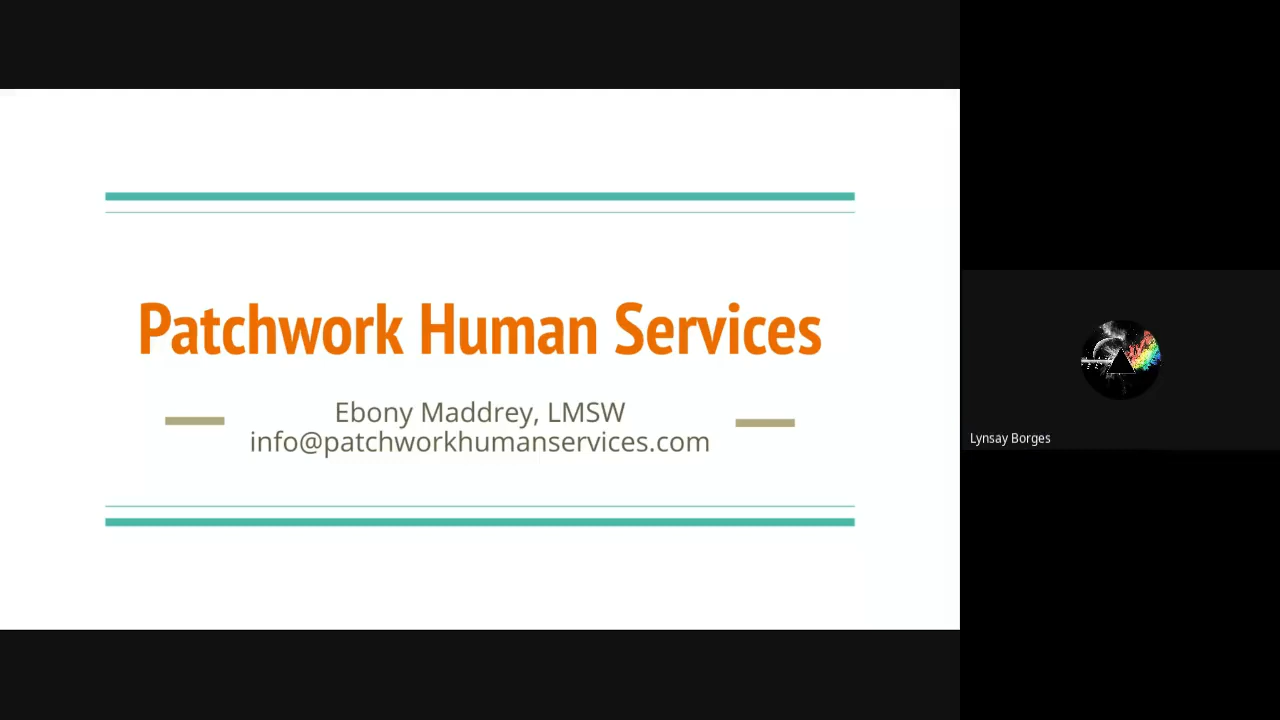 Patchwork Human Services
Ebony Maddrey, LMSW
info@patchworkhumanservices.com
Lynsay Borges